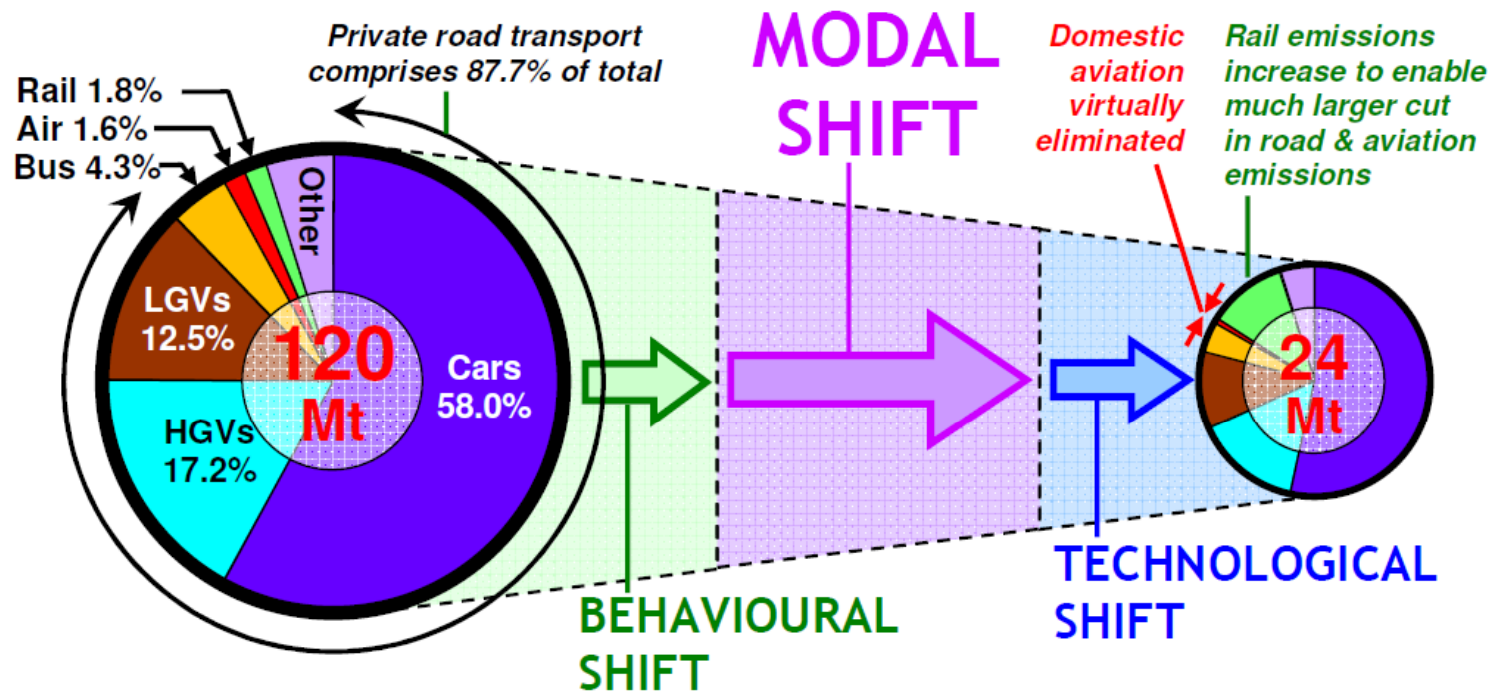 Private road transport
comprises 87.7% of total
MODAL
SHIFT
Domestic
aviation
virtually
eliminated
Rail emissions
increase to enable
much larger cut
in road & aviation
emissions
Rail 1.8%
Air 1.6%
Bus 4.3%
Other
LGVs
12.5%
HGVs
17.2%
Cars
58.0%
120
Mt
24
Mt
BEHAVIOURAL
SHIFT
TECHNOLOGICAL
SHIFT